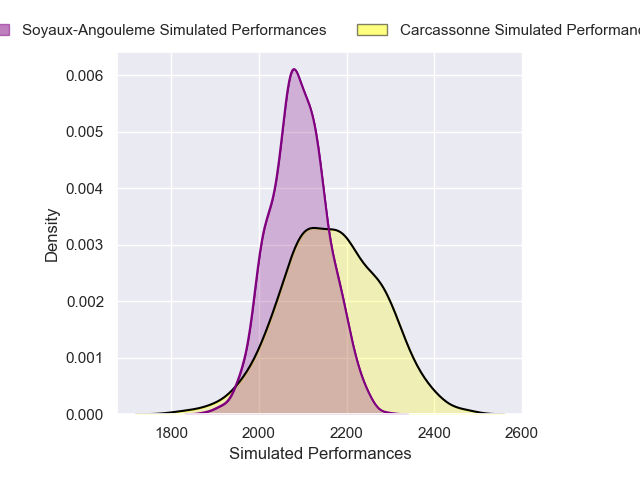 Soyaux-Angouleme Simulated Performances
Carcassonne Simulated
0.006
0.005
0.004
0.003
0.002
0.001
0.000
Density
1800 2000 2200 2400 2600
Simulated Performances